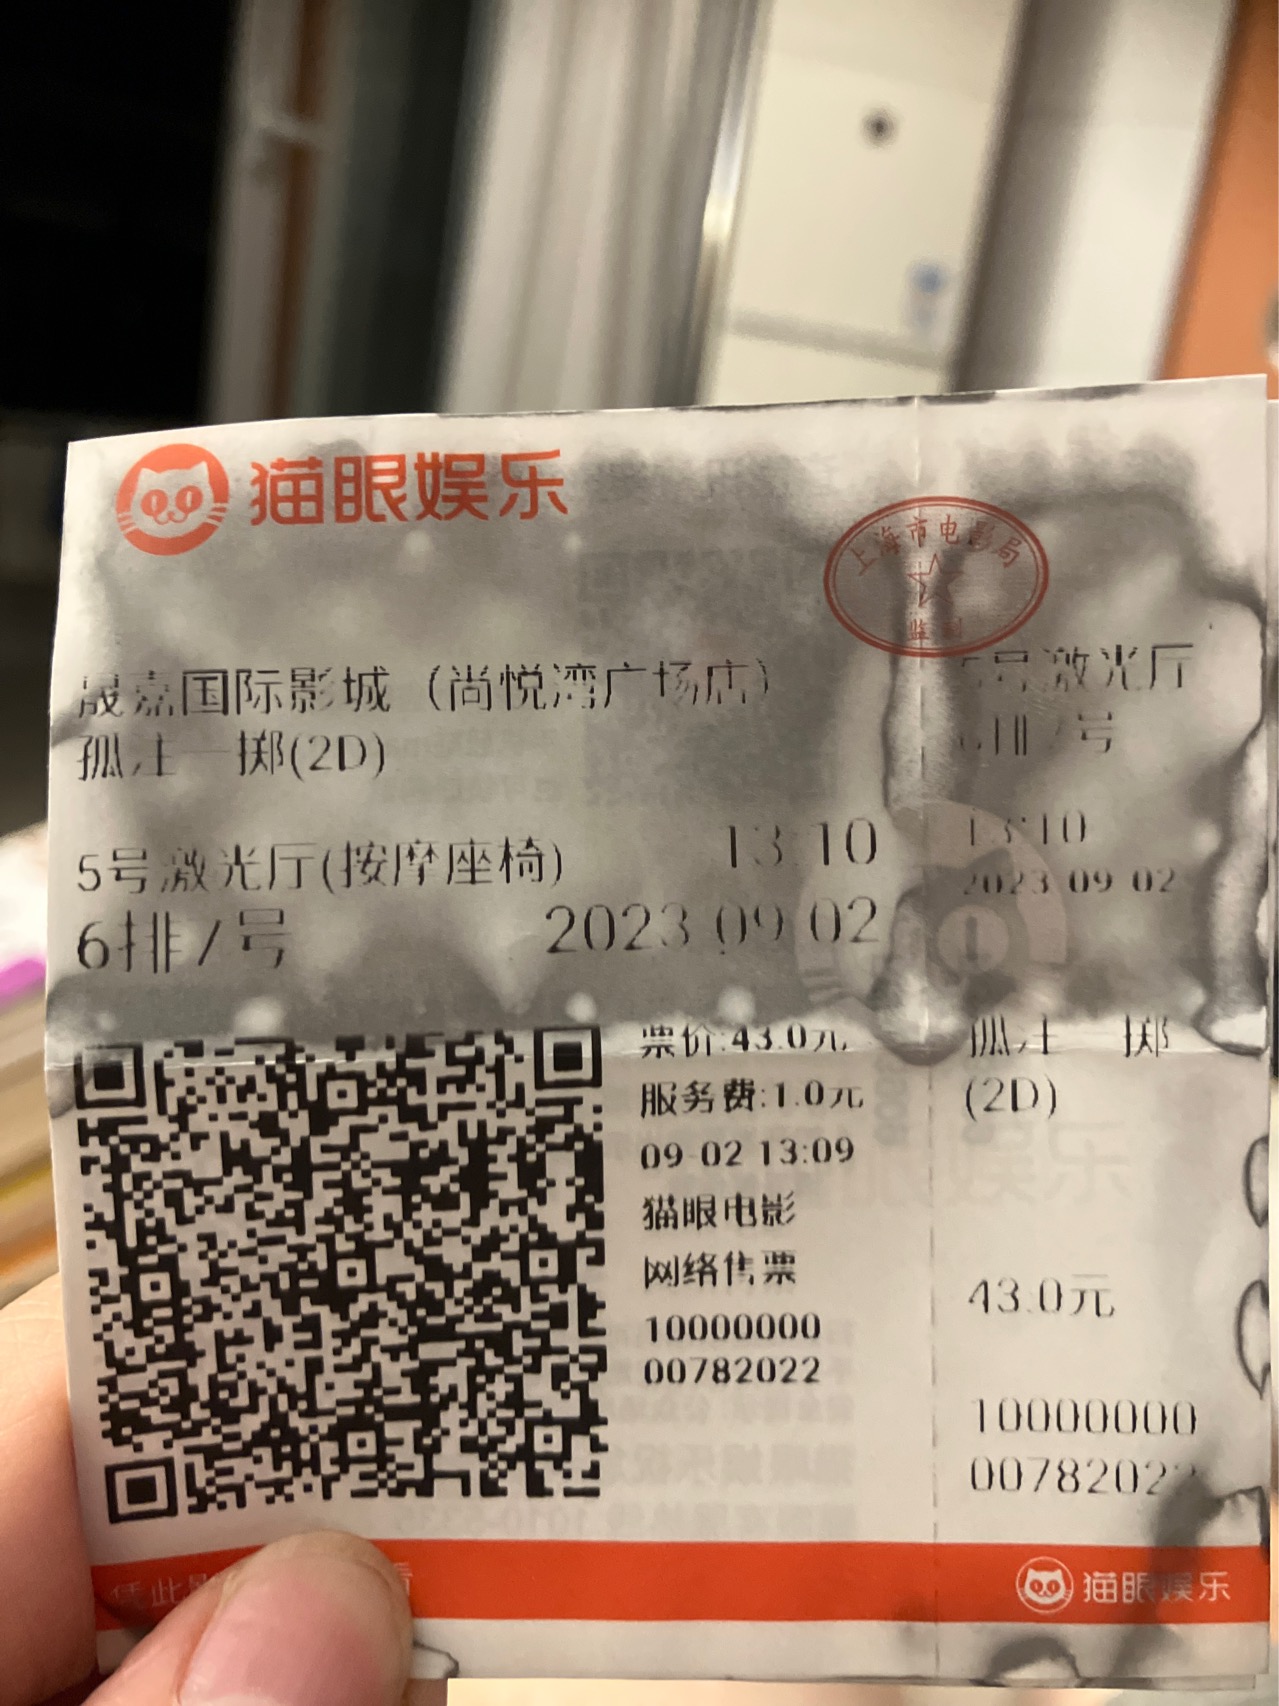 猫眼娱乐
上海市电影局
晟嘉国际影城（尚悦湾广场店）
孤注一掷(2D)
5号激光厅(按摩座椅)
13:10
6排7号
2023.09.02
票价:43.0元
服务费:1.0元
09-02 13:09
猫眼电影
网络售票
10000000
00782022
5号激光厅
6排7号
13:10
2023.09.02
孤注一掷
(2D)
43.0元
10000000
00782022
凭此
猫眼娱乐